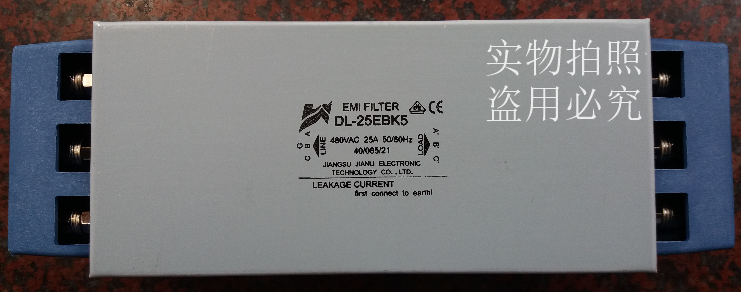 实物拍照
盗用必究
EMI FILTER
DL-25EBK5
480VAC 25A 50/60Hz
40/085/21
LINE
LOAD
A B C
A' B' C'
JIANGSU JIANLI ELECTRONIC
TECHNOLOGY CO.,LTD.
LEAKAGE CURRENT
first connect to earth!